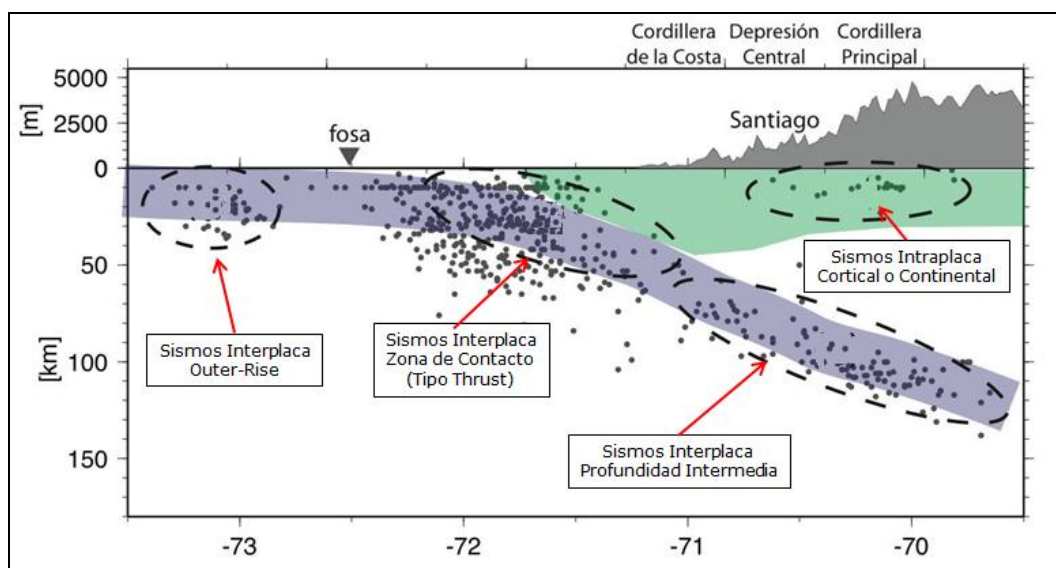 Cordillera
de la Costa
Depresión
Central
Cordillera
Principal
5000
2500
0
[m]
fosa
Santiago
0
50
100
150
[km]
Sismos Interplaca
Outer-Rise
Sismos Interplaca
Zona de Contacto
(Tipo Thrust)
Sismos Intraplaca
Cortical o Continental
Sismos Interplaca
Profundidad Intermedia
-73
-72
-71
-70